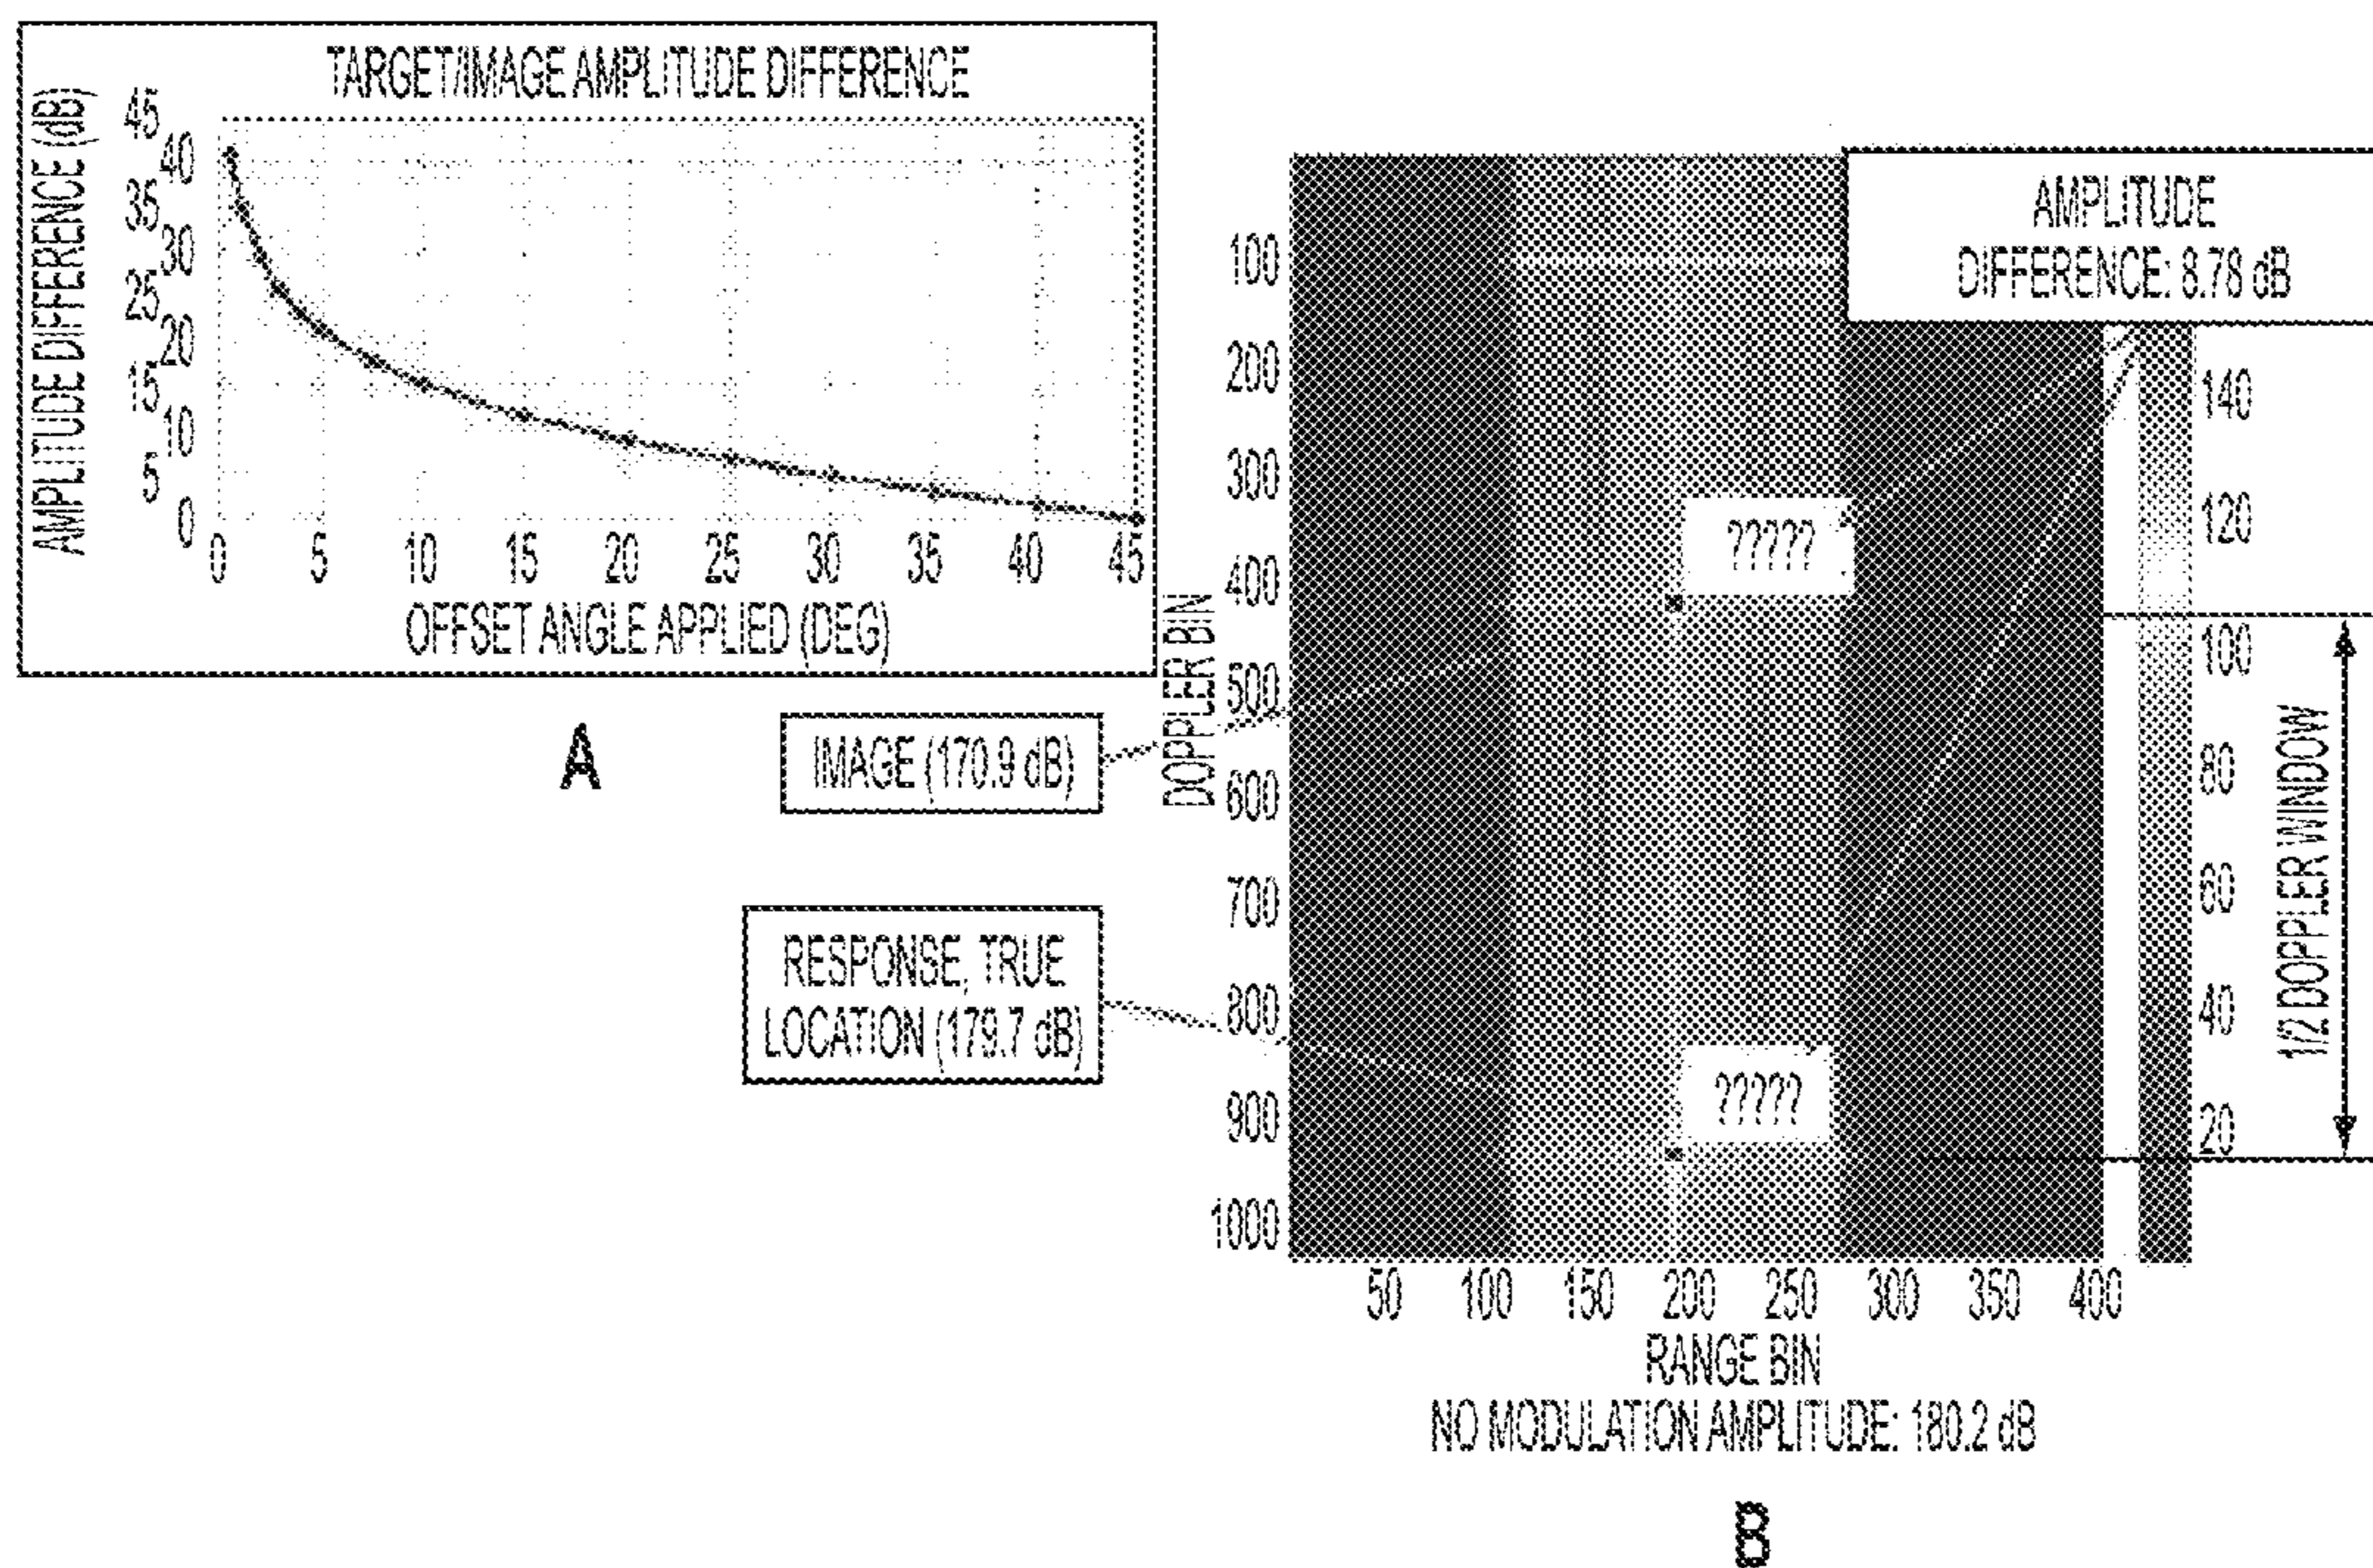 TARGET/IMAGE AMPLITUDE DIFFERENCE
AMPLITUDE DIFFERENCE (dB)
45
40
35
30
25
20
15
10
5
0
0 5 10 15 20 25 30 35 40 45
OFFSET ANGLE APPLIED (DEG)
A
IMAGE (170.9 dB)
RESPONSE, TRUE
LOCATION (179.7 dB)
DOPPLER BIN
100
200
300
400
500
600
700
800
900
1000
?????
?????
AMPLITUDE
DIFFERENCE: 8.78 dB
140
120
100
80
60
40
20
1/2 DOPPLER WINDOW
50 100 150 200 250 300 350 400
RANGE BIN
NO MODULATION AMPLITUDE: 180.2 dB
B